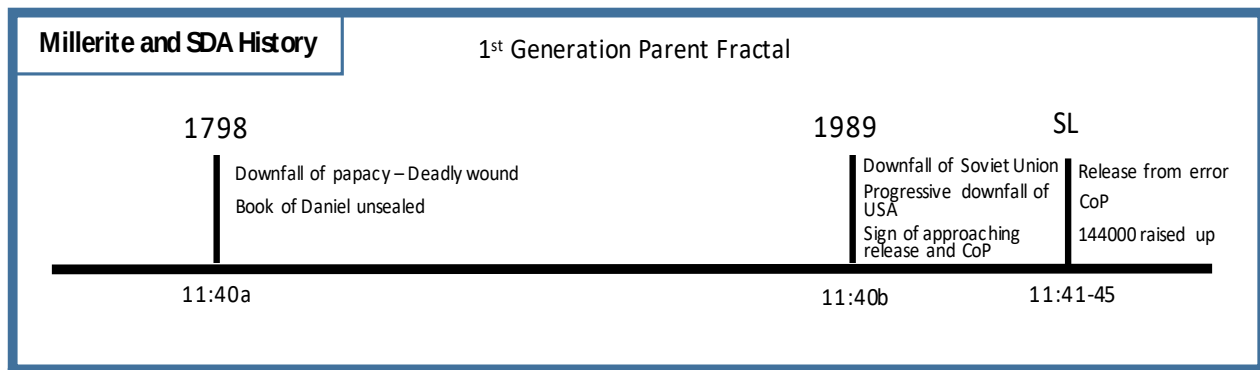 Millerite and SDA History
1st Generation Parent Fractal
1798
Downfall of papacy – Deadly wound
Book of Daniel unsealed
11:40a
1989
Downfall of Soviet Union
Progressive downfall of
USA
Sign of approaching
release and CoP
11:40b
SL
Release from error
CoP
144000 raised up
11:41-45